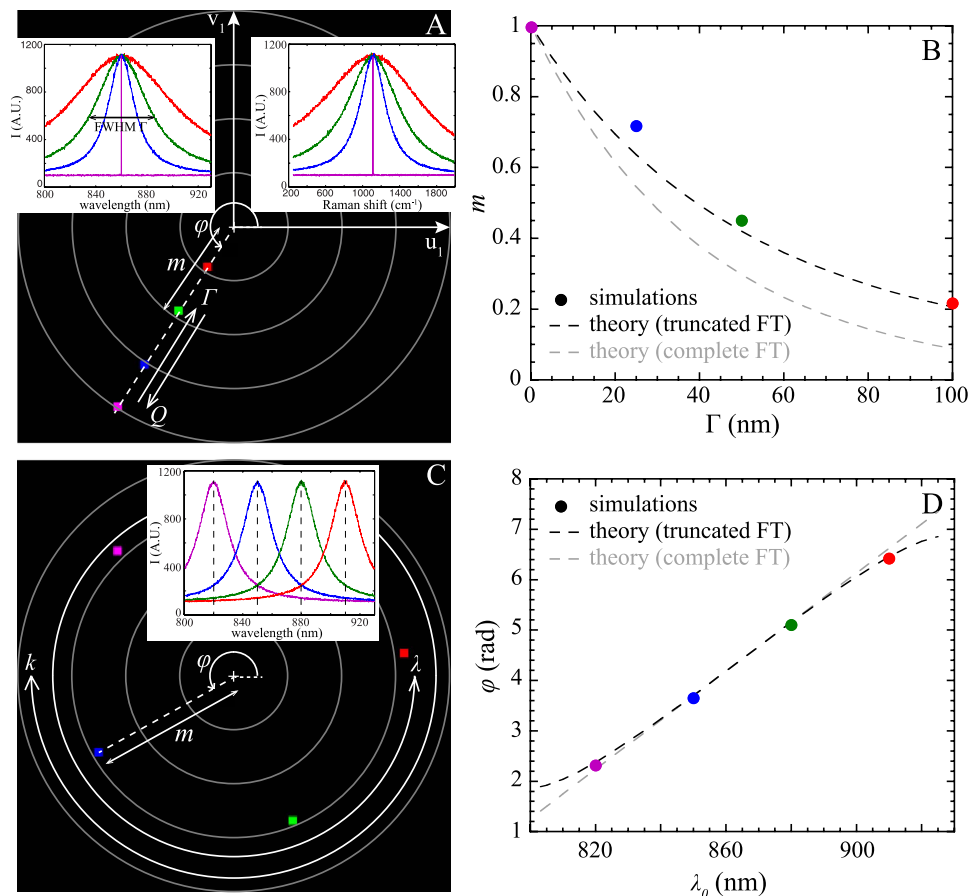 A
v1
1200
I (A.U.)
800
400
0
FWHM Γ
800 840 880 920
wavelength (nm)
1200
I (A.U.)
800
400
0
200 600 1000 1400 1800
Raman shift (cm-1)
φ
u1
m
Γ
Q
B
1
0.8
0.6
m
0.4
0.2
0
simulations
theory (truncated FT)
theory (complete FT)
0 20 40 60 80 100
Γ (nm)
C
1200
I (A.U.)
800
400
0
800 840 880 920
wavelength (nm)
k
φ
λ
m
D
8
7
6
5
φ (rad)
4
3
2
1
simulations
theory (truncated FT)
theory (complete FT)
820 860 900
λ0 (nm)